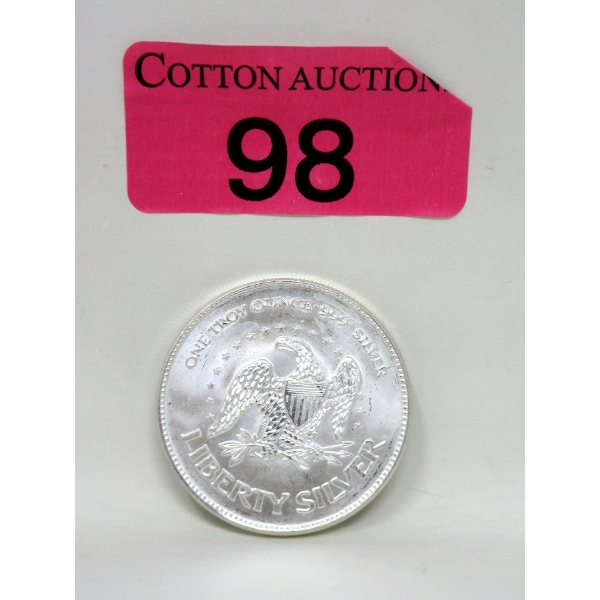 COTTON AUCTION
98
ONE TROY OUNCE .999+ SILVER
LIBERTY SILVER